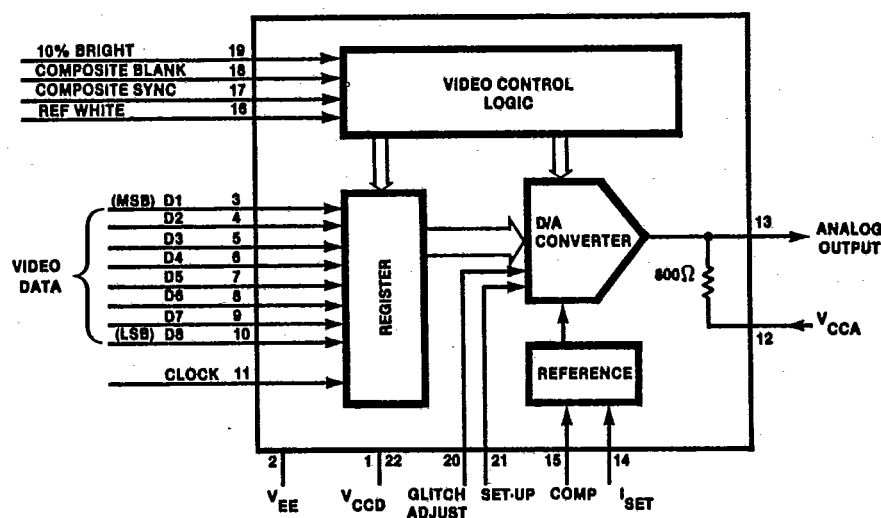 10% BRIGHT 19
COMPOSITE BLANK 18
COMPOSITE SYNC 17
REF WHITE 16
VIDEO CONTROL
LOGIC
(MSB) D1 3
D2 4
D3 5
D4 6
D5 7
D6 8
D7 9
(LSB) D8 10
CLOCK 11
VIDEO
DATA
REGISTER
D/A
CONVERTER
13
ANALOG
OUTPUT
800Ω
VCCA
12
REFERENCE
2
1 22
20
21
15
14
VEE
VCCD
GLITCH
ADJUST
SET-UP
COMP
ISET